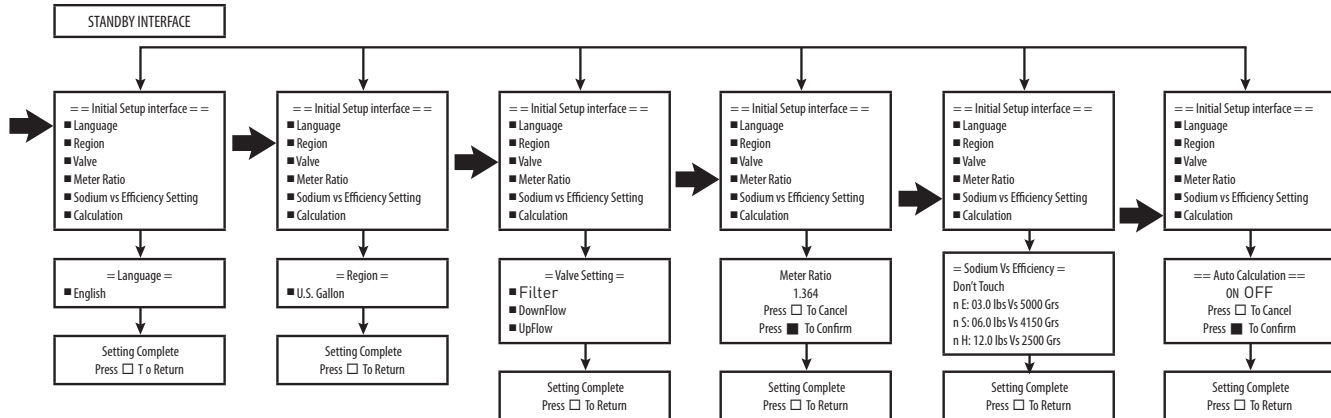 STANDBY INTERFACE
= = Initial Setup interface = =
■ Language
■ Region
■ Valve
■ Meter Ratio
■ Sodium vs Efficiency Setting
■ Calculation
= Language =
■ English
Setting Complete
Press □ T o Return
= = Initial Setup interface = =
■ Language
■ Region
■ Valve
■ Meter Ratio
■ Sodium vs Efficiency Setting
■ Calculation
= Region =
■ U.S. Gallon
Setting Complete
Press □ To Return
= = Initial Setup interface = =
■ Language
■ Region
■ Valve
■ Meter Ratio
■ Sodium vs Efficiency Setting
■ Calculation
= Valve Setting =
■ Filter
■ DownFlow
■ UpFlow
Setting Complete
Press □ To Return
= = Initial Setup interface = =
■ Language
■ Region
■ Valve
■ Meter Ratio
■ Sodium vs Efficiency Setting
■ Calculation
Meter Ratio
1.364
Press □ To Cancel
Press ■ To Confirm
Setting Complete
Press □ To Return
= = Initial Setup interface = =
■ Language
■ Region
■ Valve
■ Meter Ratio
■ Sodium vs Efficiency Setting
■ Calculation
= Sodium Vs Efficiency =
Don't Touch
n E: 03.0 lbs Vs 5000 Grs
n S: 06.0 lbs Vs 4150 Grs
n H: 12.0 lbs Vs 2500 Grs
Setting Complete
Press □ To Return
= = Initial Setup interface = =
■ Language
■ Region
■ Valve
■ Meter Ratio
■ Sodium vs Efficiency Setting
■ Calculation
== Auto Calculation ==
ON OFF
Press □ To Cancel
Press ■ To Confirm
Setting Complete
Press □ To Return